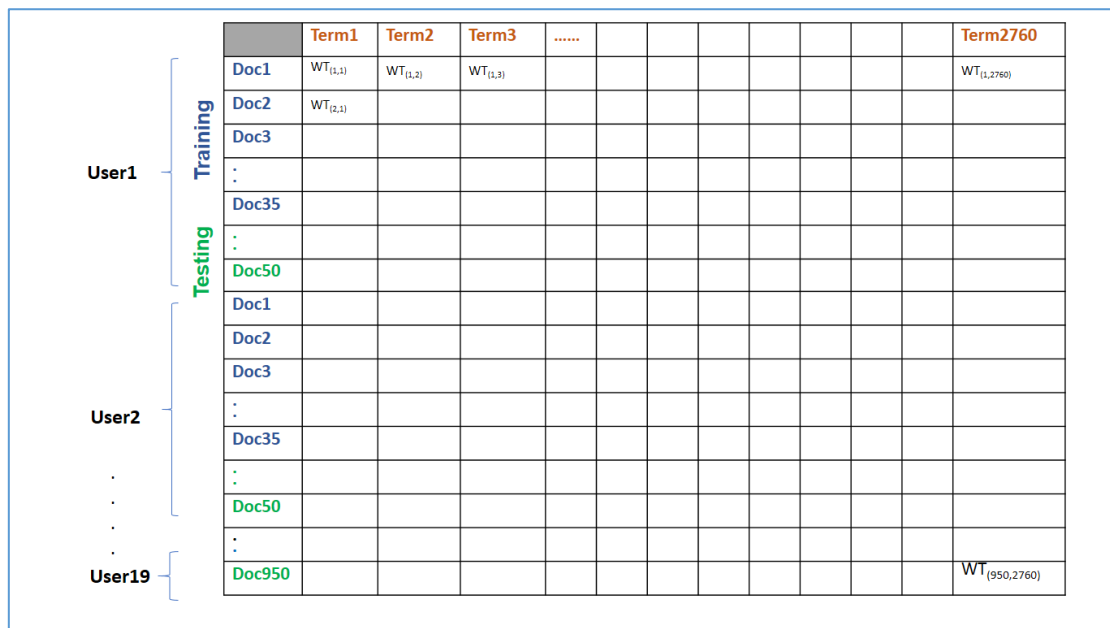 Term1 Term2 Term3 ...... Term2760
Doc1 WT(1,1) WT(1,2) WT(1,3) WT(1,2760)
Doc2 WT(2,1)
Doc3
:
Doc35
:
Doc50
Training
Testing
User1
Doc1
Doc2
Doc3
:
Doc35
:
Doc50
User2
.
.
.
.
:
Doc950 WT(950,2760)
User19